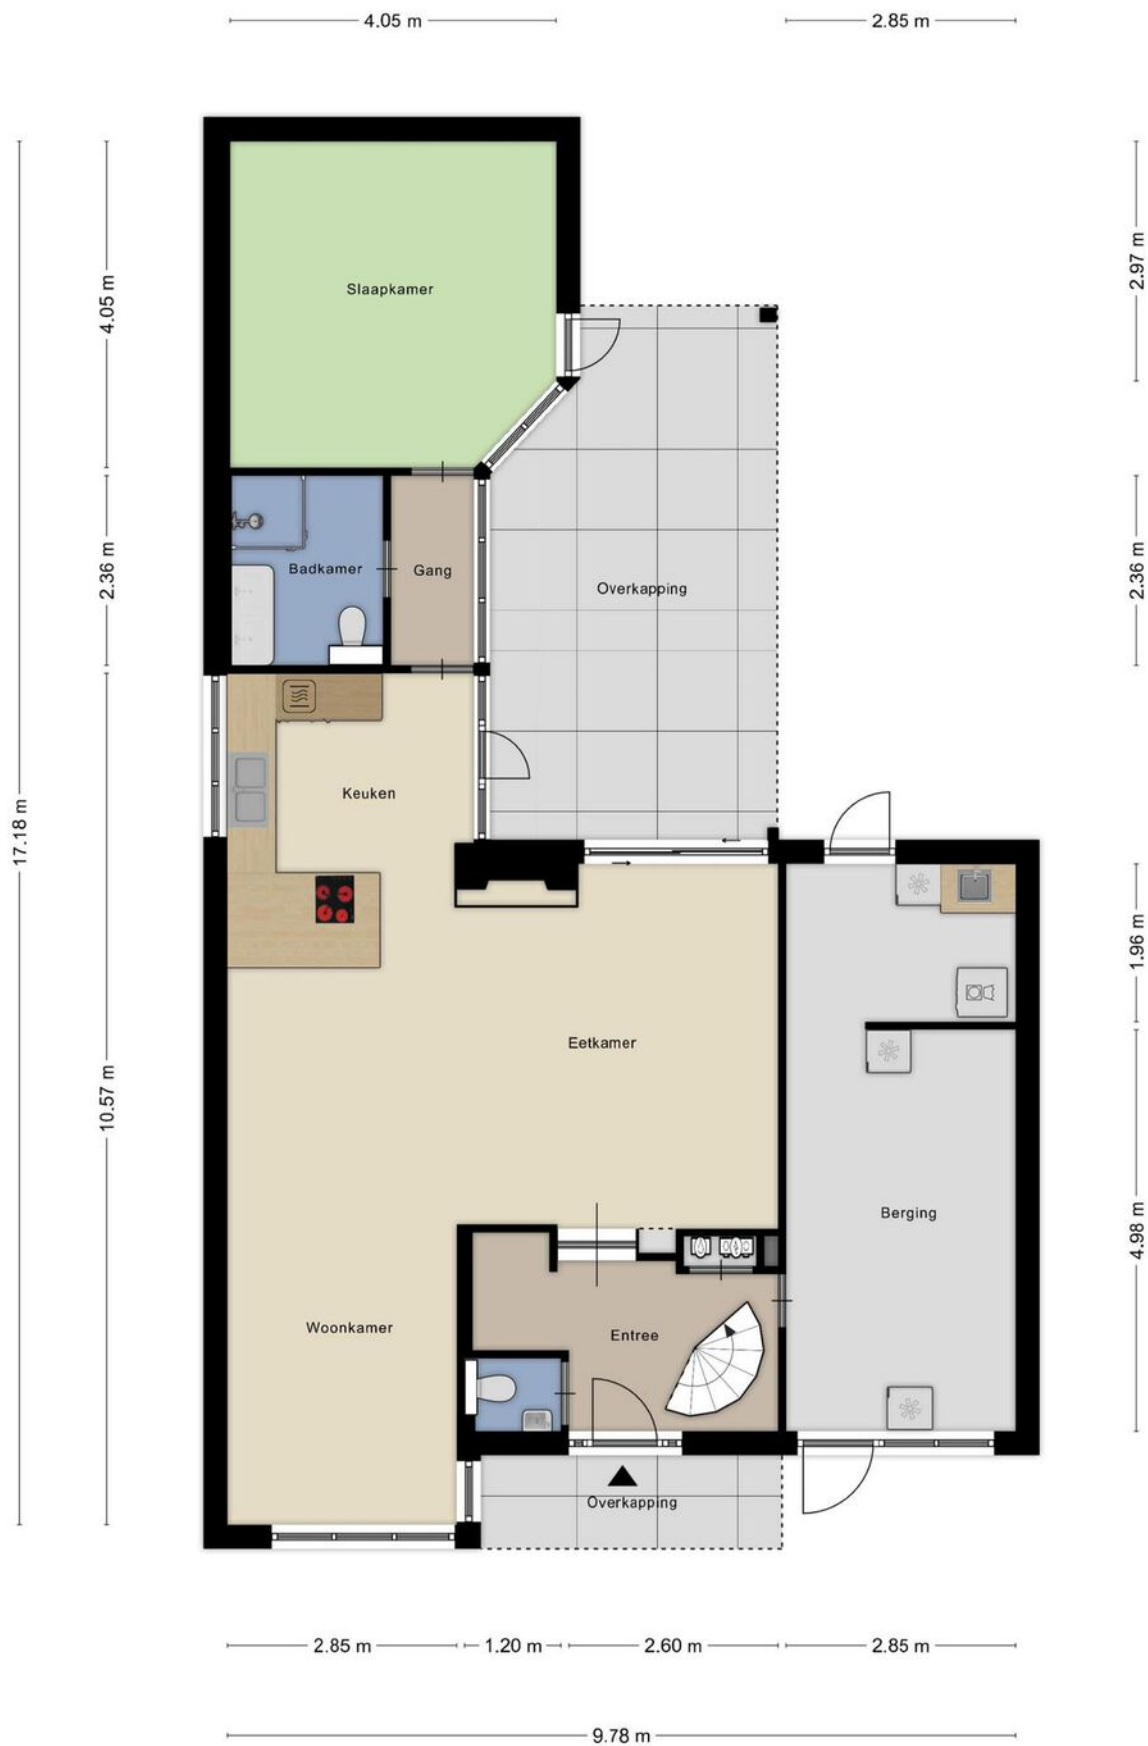 4.05 m
2.85 m
2.97 m
Slaapkamer
4.05 m
Badkamer
Gang
2.36 m
2.36 m
Overkapping
Keuken
17.18 m
1.96 m
Eetkamer
10.57 m
Berging
4.98 m
Woonkamer
Entree
Overkapping
2.85 m
1.20 m
2.60 m
2.85 m
9.78 m